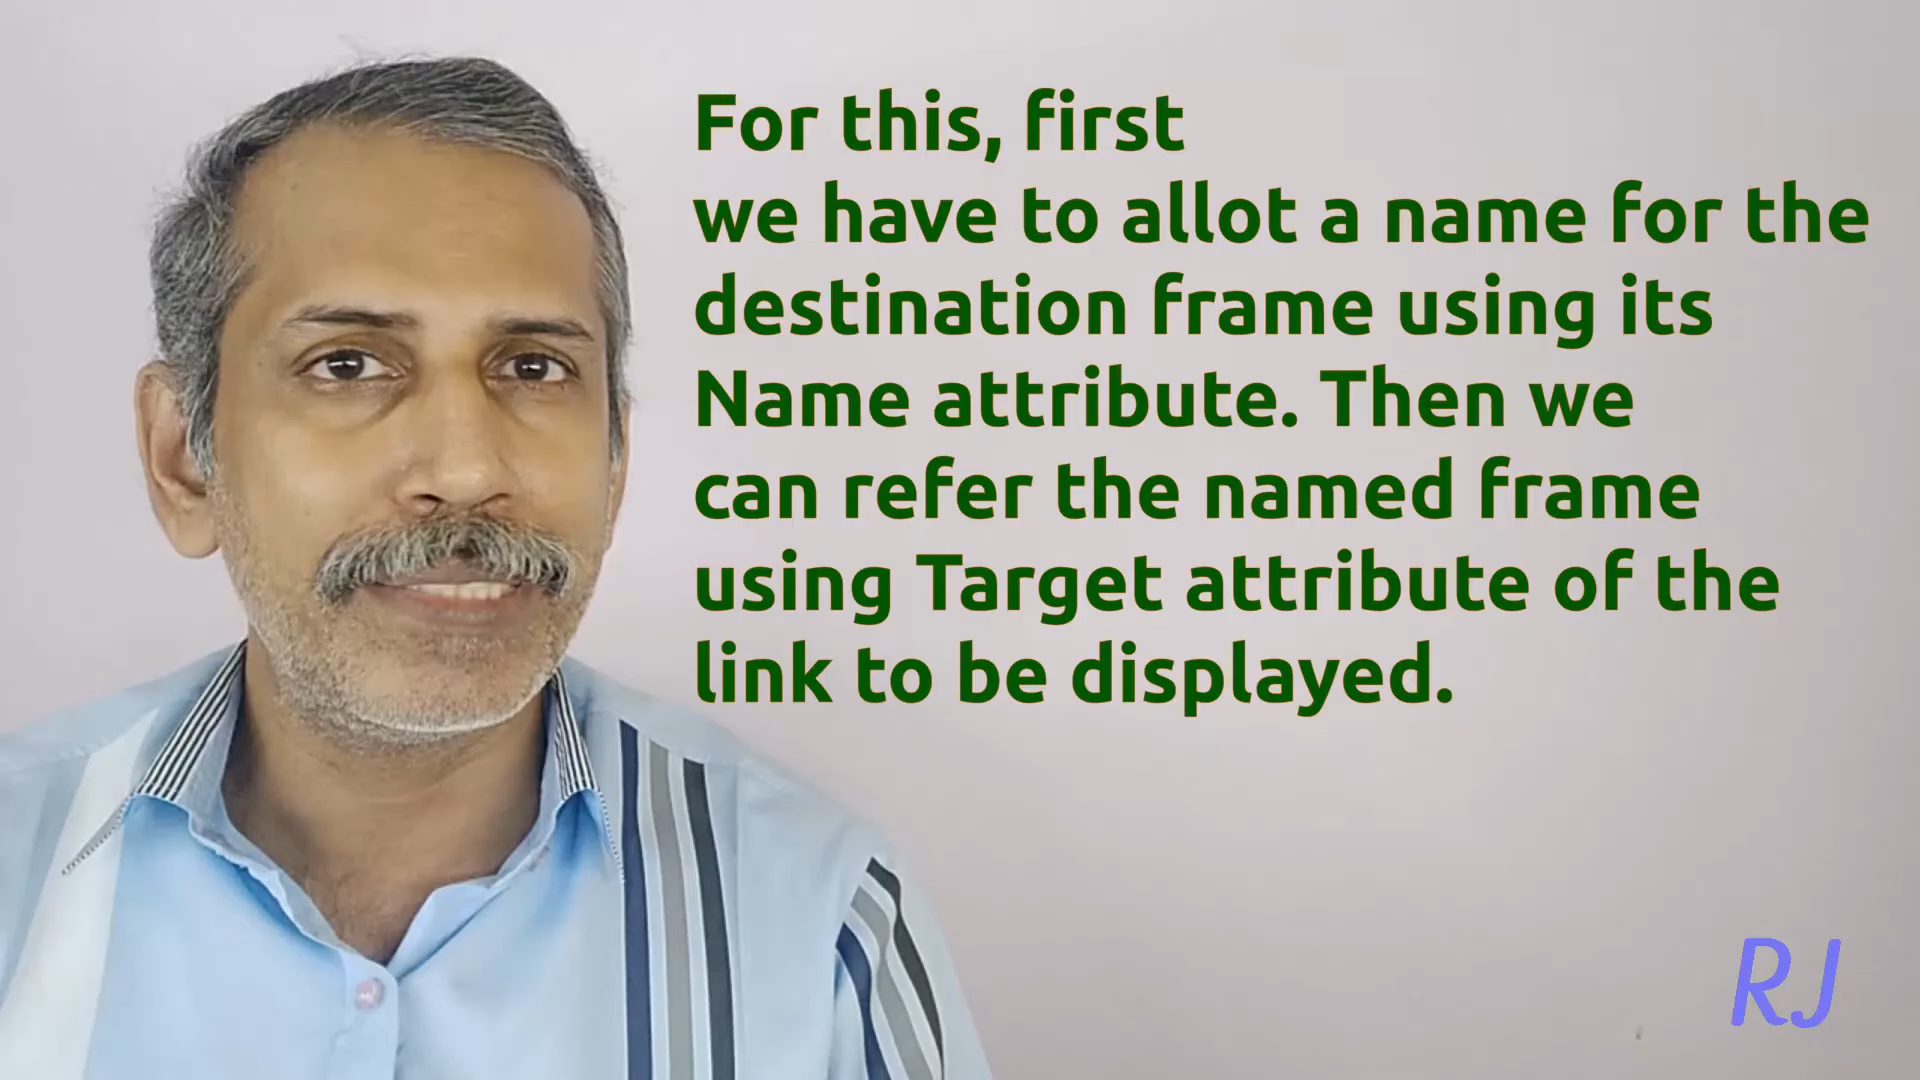 For this, first
we have to allot a name for the
destination frame using its
Name attribute. Then we
can refer the named frame
using Target attribute of the
link to be displayed.
RJ